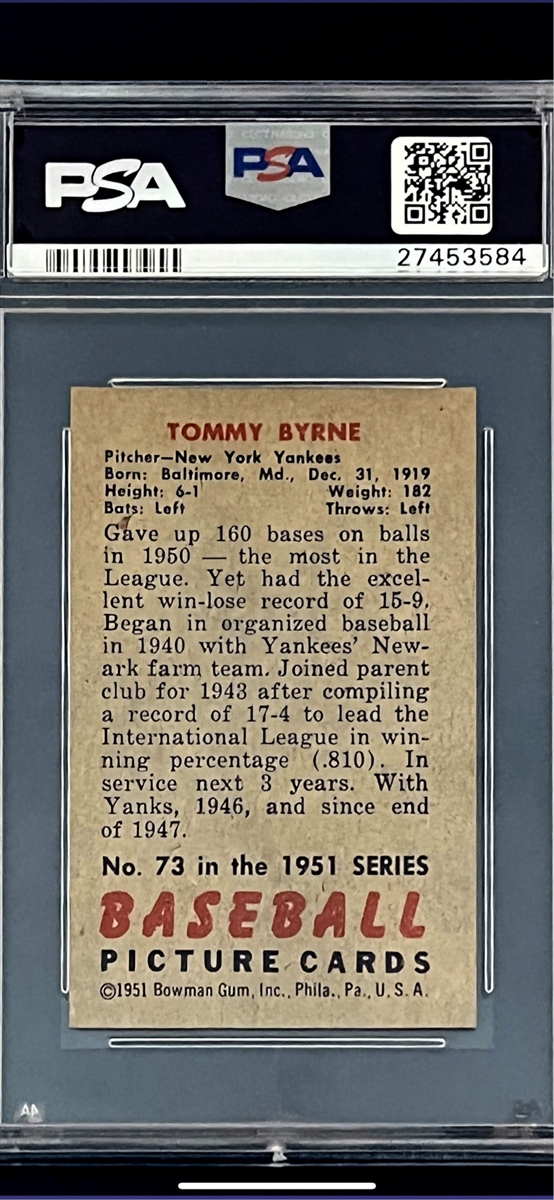 PSA
PSA
27453584
TOMMY BYRNE
Pitcher—New York Yankees
Born: Baltimore, Md., Dec. 31, 1919
Height: 6-1 Weight: 182
Bats: Left Throws: Left
Gave up 160 bases on balls
in 1950 — the most in the
League. Yet had the excel-
lent win-lose record of 15-9.
Began in organized baseball
in 1940 with Yankees' New-
ark farm team. Joined parent
club for 1943 after compiling
a record of 17-4 to lead the
International League in win-
ning percentage (.810). In
service next 3 years. With
Yanks, 1946, and since end
of 1947.
No. 73 in the 1951 SERIES
BASEBALL
PICTURE CARDS
©1951 Bowman Gum, Inc., Phila., Pa., U. S. A.